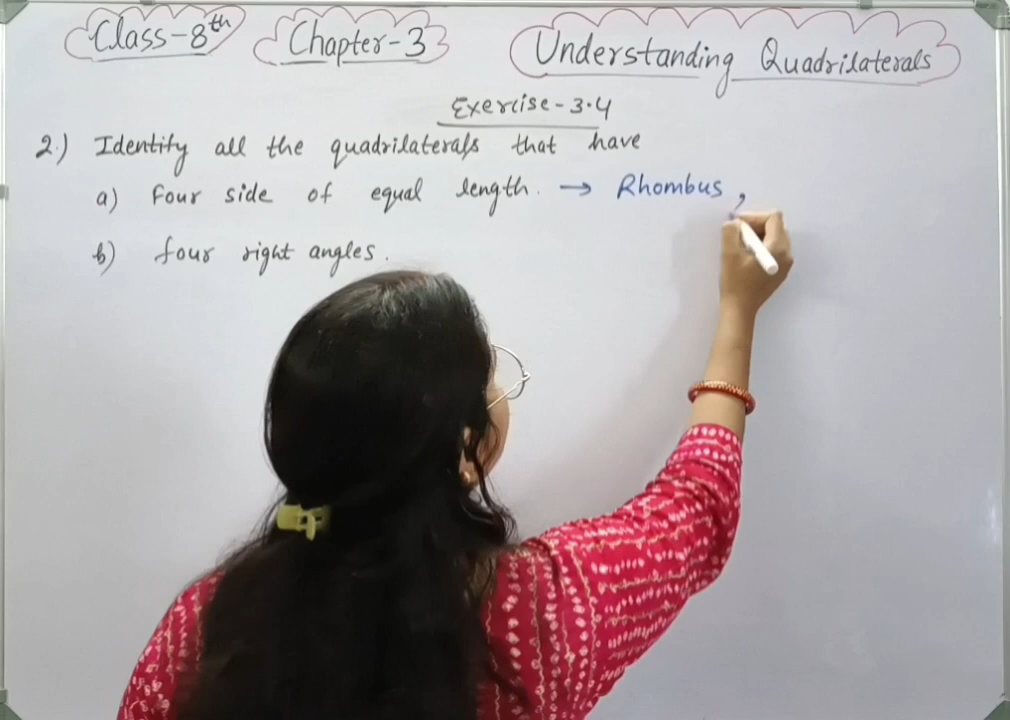 Class-8th Chapter-3 Understanding Quadrilaterals
Exercise-3.4
2.) Identify all the quadrilaterals that have
a) Four side of equal length. → Rhombus,
b) four right angles.